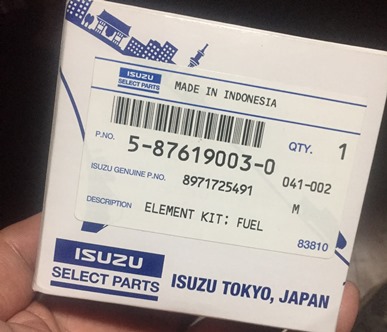 ISUZU
SELECT PARTS
MADE IN INDONESIA
P.NO. 5-87619003-0
QTY. 1
ISUZU GENUINE P.NO. 8971725491
041-002
M
DESCRIPTION ELEMENT KIT; FUEL
83810
ISUZU
SELECT PARTS
ISUZU TOKYO, JAPAN